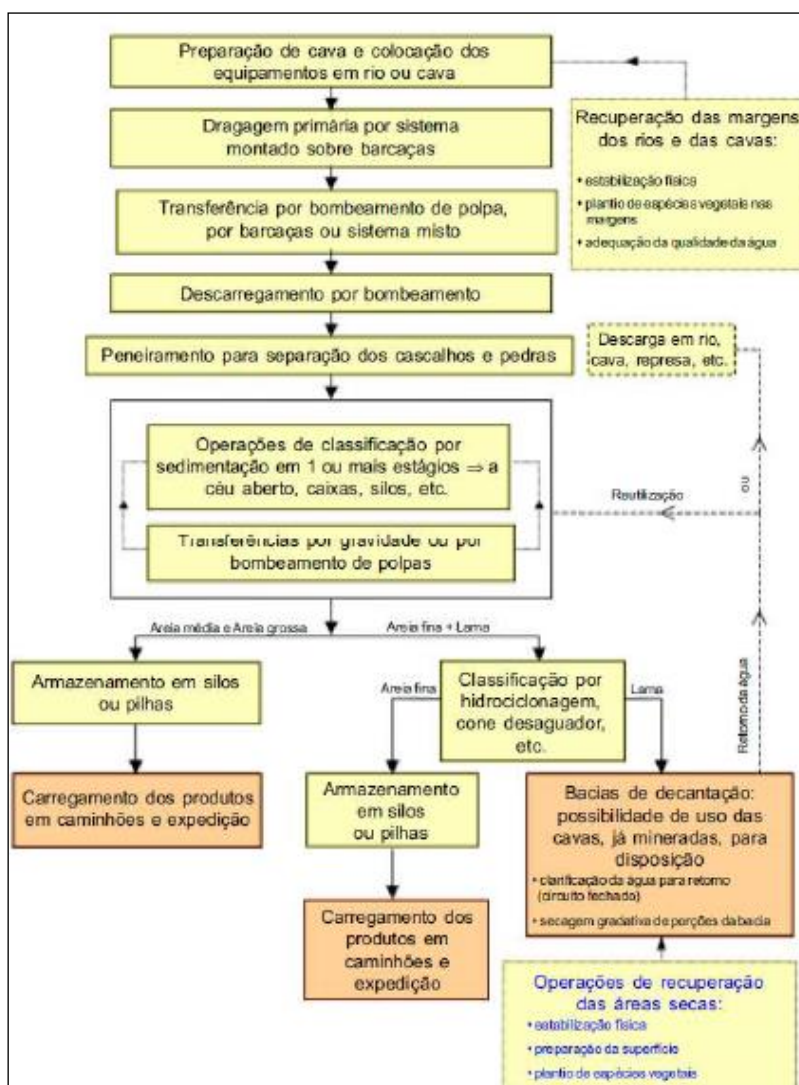 Preparação de cava e colocação dos
equipamentos em rio ou cava
Recuperação das margens
dos rios e das cavas:
• estabilização física
• plantio de espécies vegetais nas
margens
• adequação da qualidade da água
Dragagem primária por sistema
montado sobre barcaças
Transferência por bombeamento de polpa,
por barcaças ou sistema misto
Descarregamento por bombeamento
Peneiramento para separação dos cascalhos e pedras
Descarga em rio,
cava, represa, etc.
Operações de classificação por
sedimentação em 1 ou mais estágios ⇒ a
céu aberto, caixas, silos, etc.
Reutilização
ou
Transferências por gravidade ou por
bombeamento de polpas
Retorno da água
Areia média e Areia grossa
Areia fina + Lama
Armazenamento em silos
ou pilhas
Areia fina
Classificação por
hidrociclonagem,
cone desaguador,
etc.
Lama
Carregamento dos produtos
em caminhões e expedição
Armazenamento
em silos
ou pilhas
Bacias de decantação:
possibilidade de uso das
cavas, já mineradas, para
disposição
• clarificação da água para retorno
(circuito fechado)
• secagem gradativa de porções da bacia
Carregamento dos
produtos em
caminhões e
expedição
Operações de recuperação
das áreas secas:
• estabilização física
• preparação da superfície
• plantio de espécies vegetais